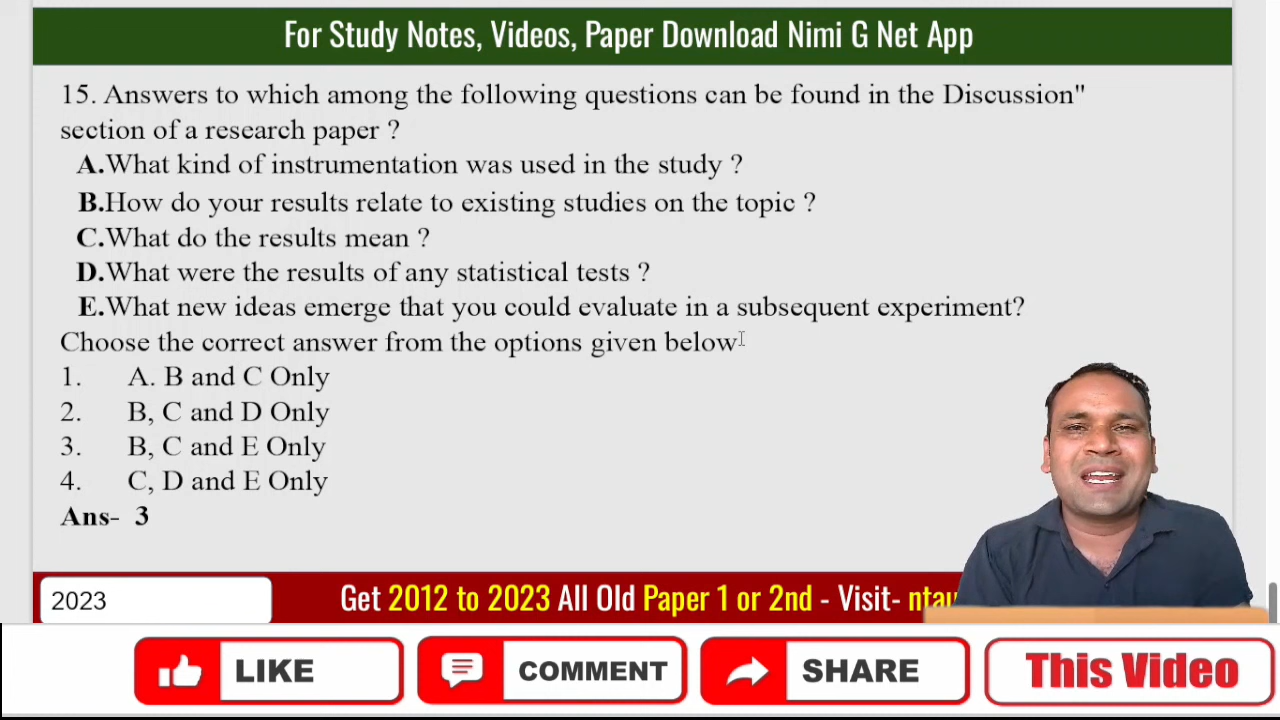 For Study Notes, Videos, Paper Download Nimi G Net App
15. Answers to which among the following questions can be found in the Discussion"
section of a research paper ?
A.What kind of instrumentation was used in the study ?
B.How do your results relate to existing studies on the topic ?
C.What do the results mean ?
D.What were the results of any statistical tests ?
E.What new ideas emerge that you could evaluate in a subsequent experiment?
Choose the correct answer from the options given below
1. A. B and C Only
2. B, C and D Only
3. B, C and E Only
4. C, D and E Only
Ans- 3
2023 Get 2012 to 2023 All Old Paper 1 or 2nd - Visit-
LIKE COMMENT SHARE This Video